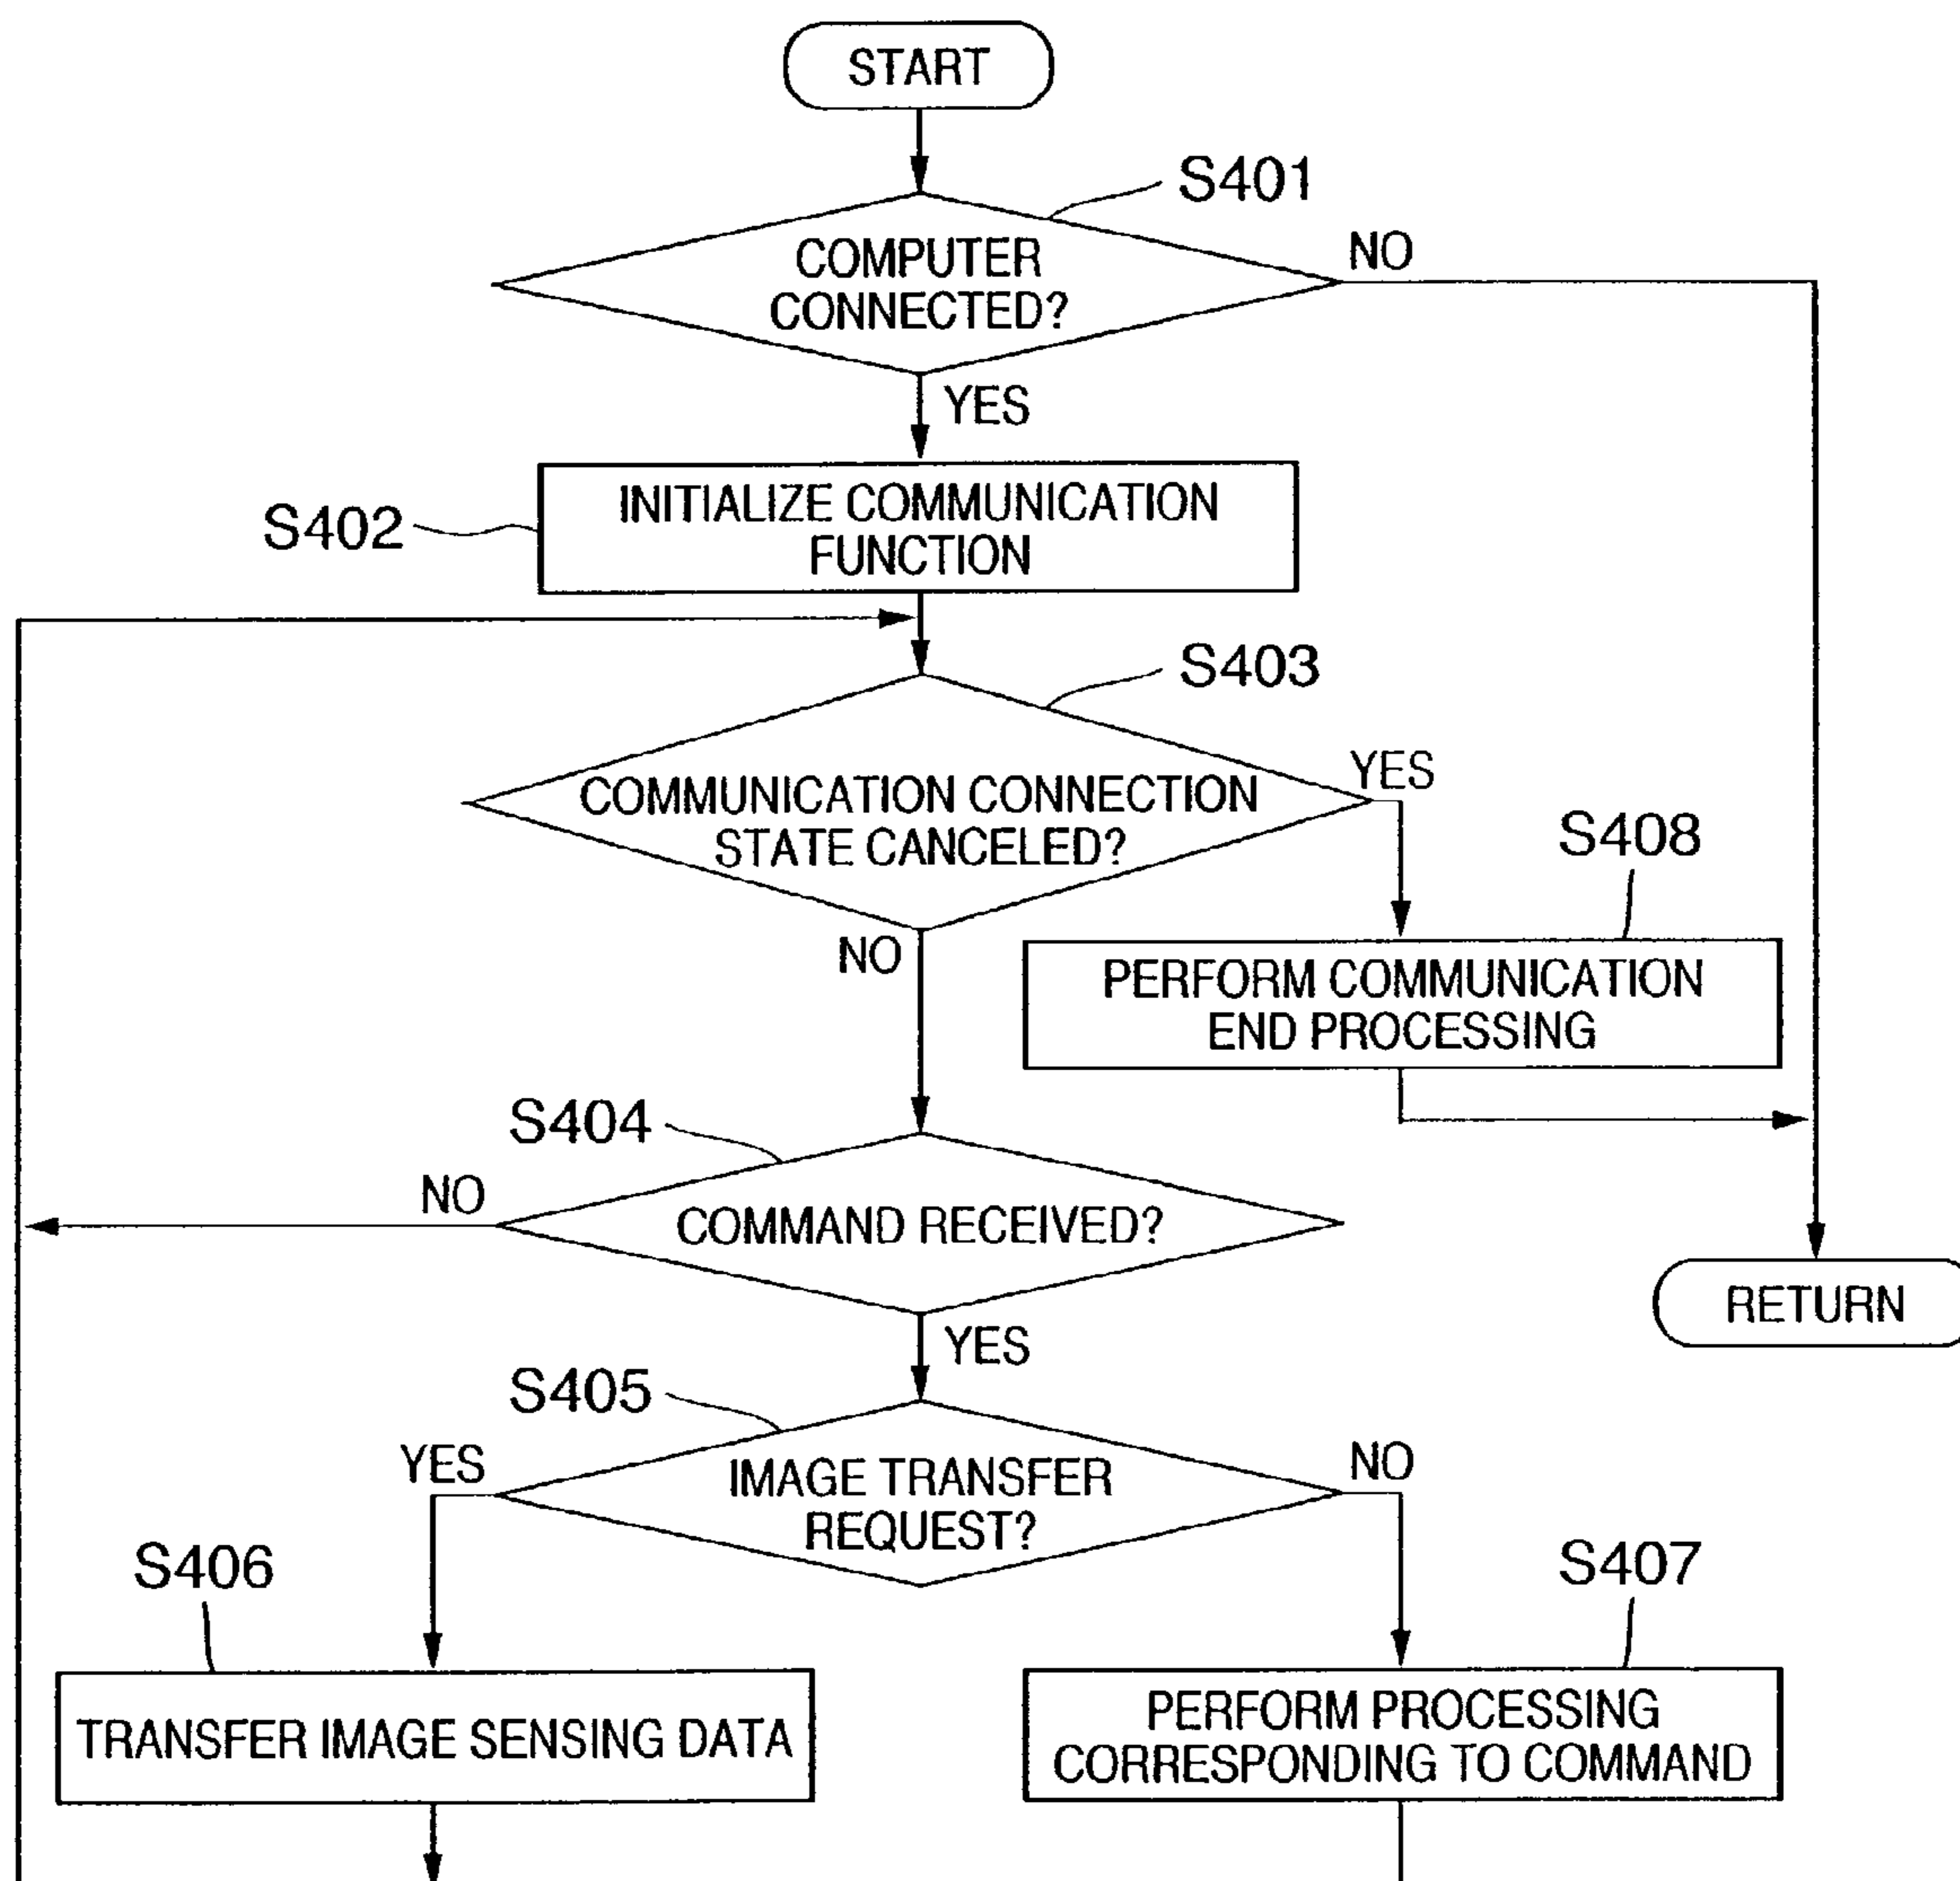 START
S401
COMPUTER
CONNECTED?
NO
YES
S402
INITIALIZE COMMUNICATION
FUNCTION
S403
COMMUNICATION CONNECTION
STATE CANCELED?
YES
NO
S408
PERFORM COMMUNICATION
END PROCESSING
S404
NO
COMMAND RECEIVED?
YES
RETURN
S405
YES
IMAGE TRANSFER
REQUEST?
NO
S406
TRANSFER IMAGE SENSING DATA
S407
PERFORM PROCESSING
CORRESPONDING TO COMMAND